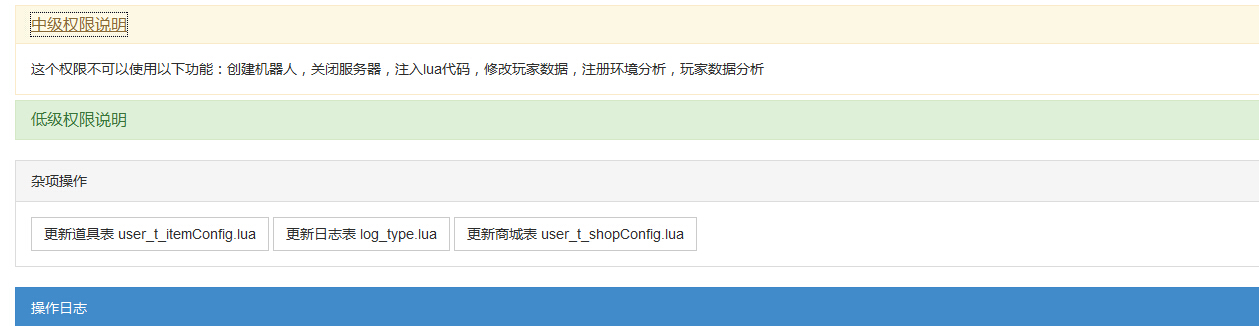 中级权限说明
这个权限不可以使用以下功能：创建机器人，关闭服务器，注入lua代码，修改玩家数据，注册环境分析，玩家数据分析
低级权限说明
杂项操作
更新道具表 user_t_itemConfig.lua 更新日志表 log_type.lua 更新商城表 user_t_shopConfig.lua
操作日志